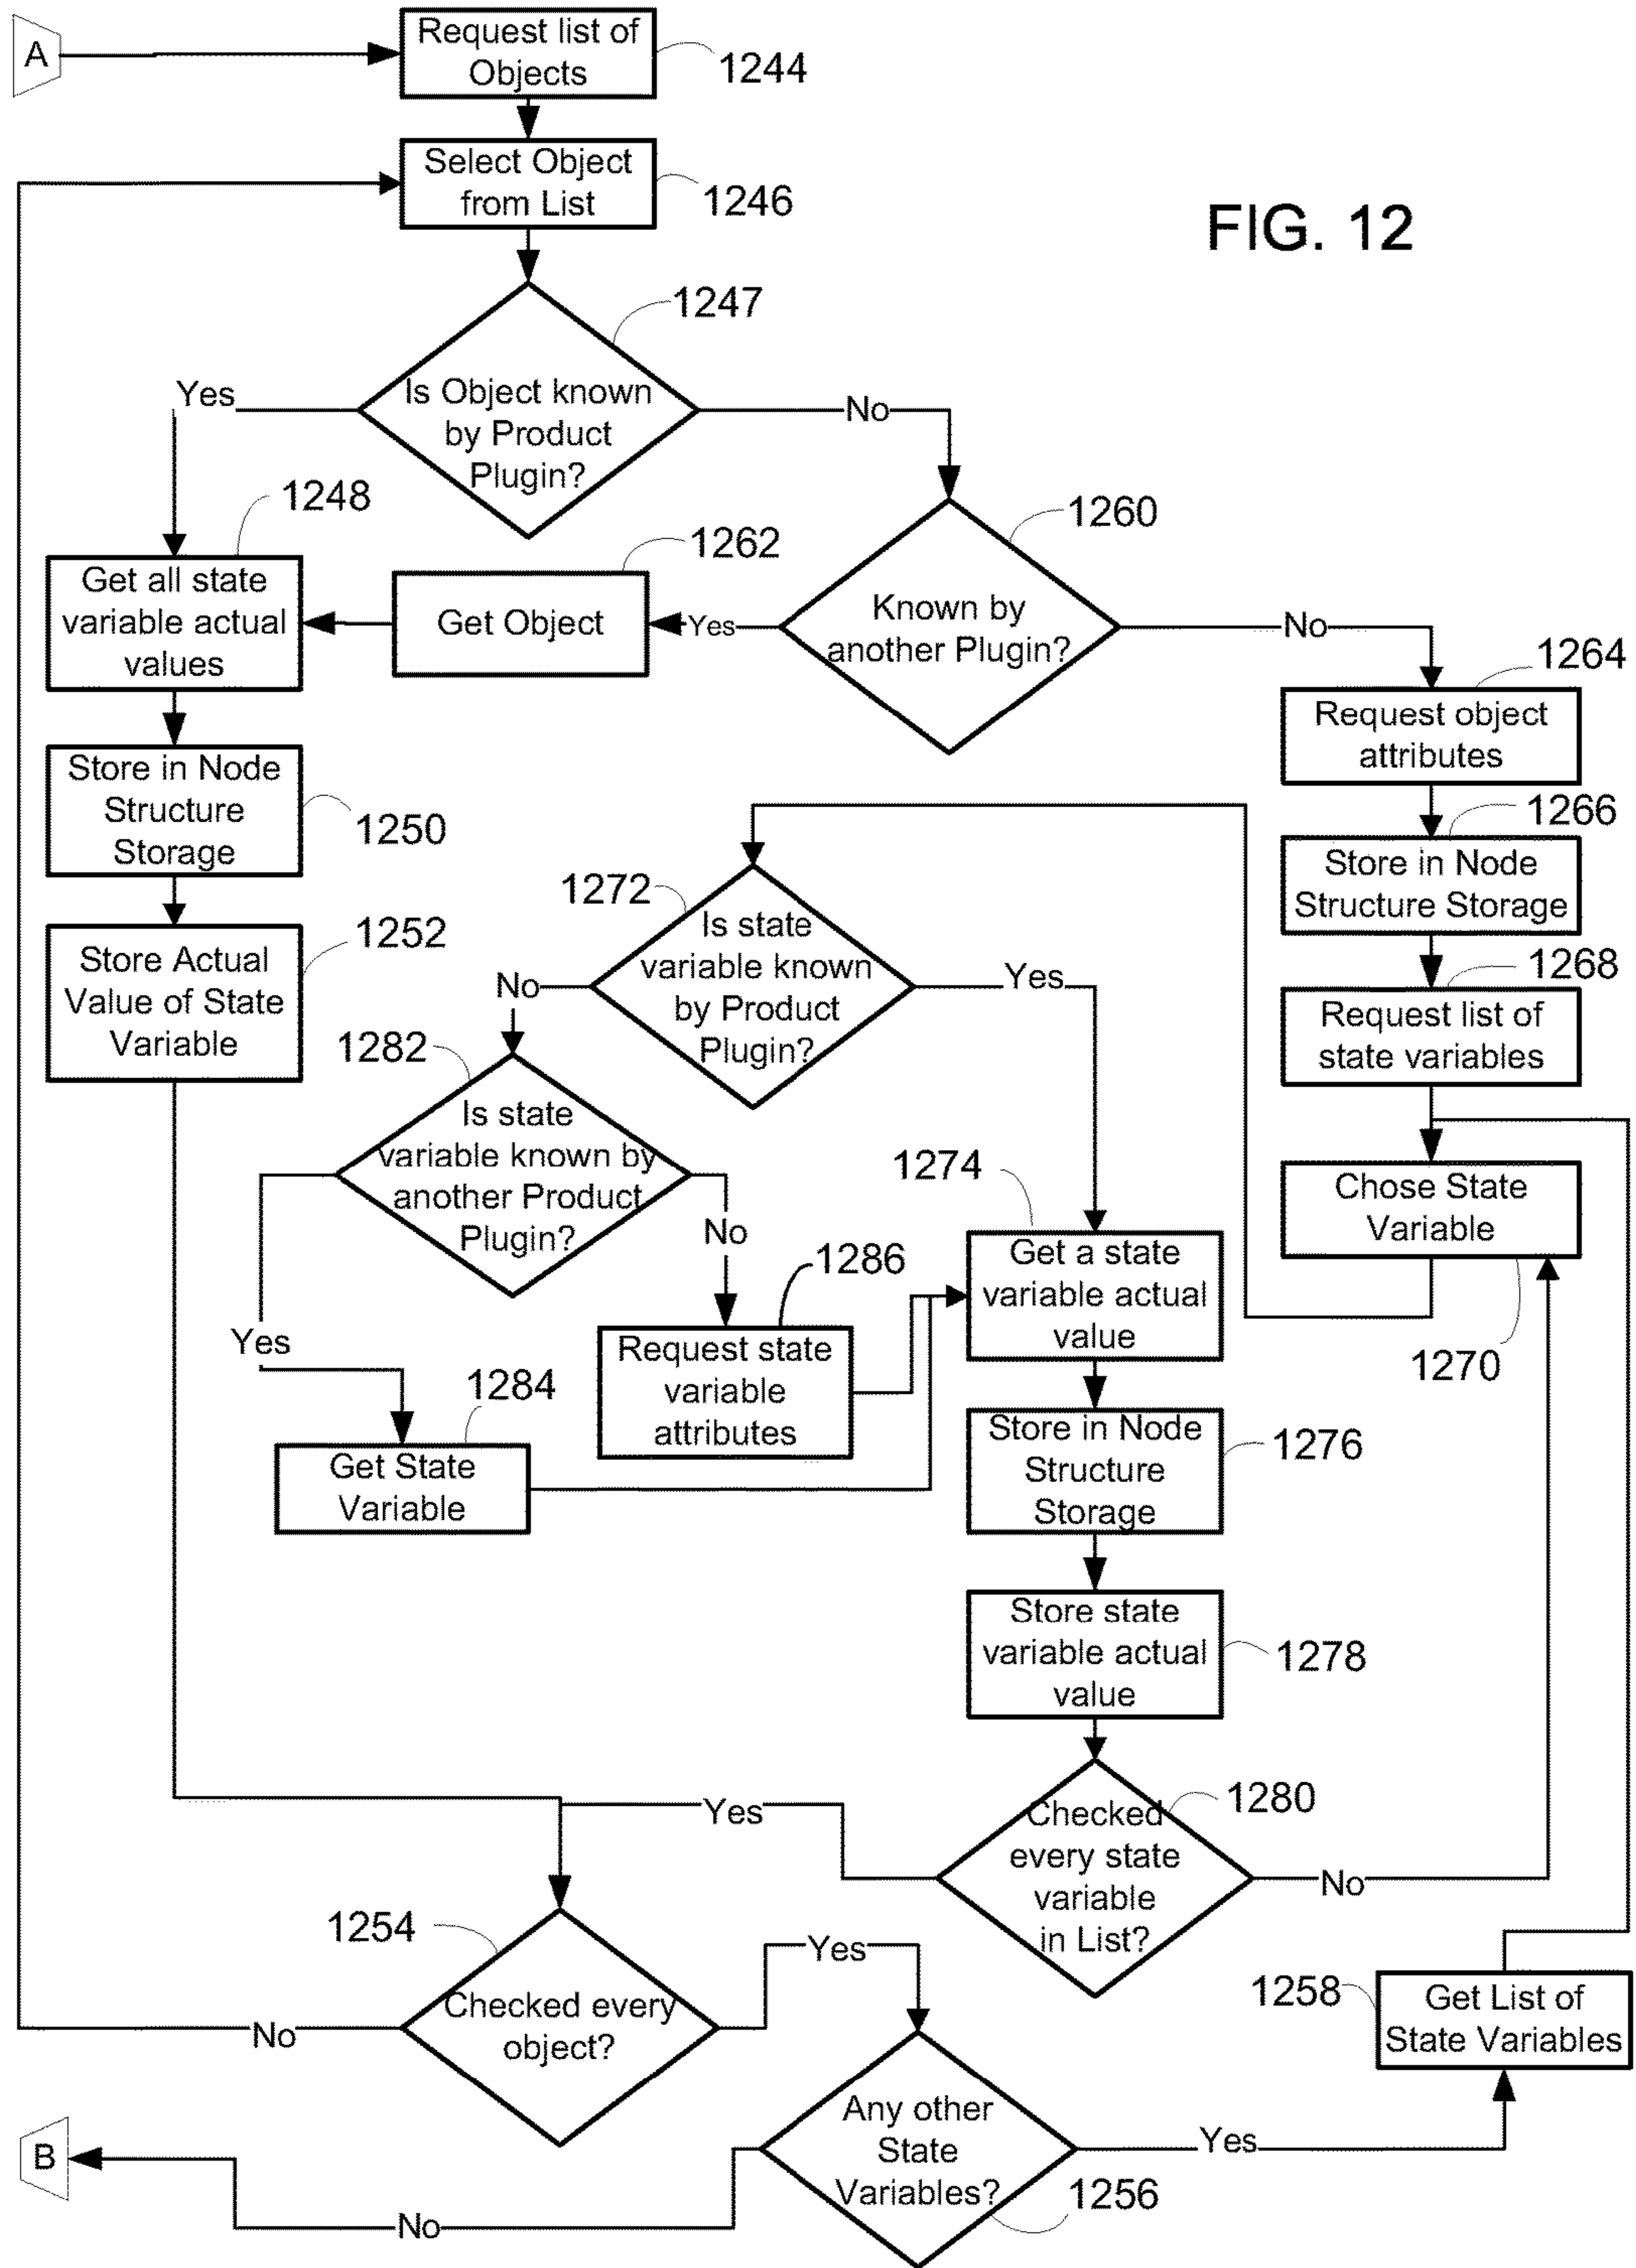 A
Request list of
Objects
1244
Select Object
from List
1246
FIG. 12
1247
Is Object known
by Product
Plugin?
Yes
No
1248
Get all state
variable actual
values
1262
Get Object
Yes
1260
Known by
another Plugin?
No
1264
Request object
attributes
Store in Node
Structure
Storage
1250
1266
Store in Node
Structure Storage
1272
Is state
variable known
by Product
Plugin?
No
Yes
1252
Store Actual
Value of State
Variable
1268
Request list of
state variables
1282
Is state
variable known by
another Product
Plugin?
Yes
No
1270
Chose State
Variable
1274
Get a state
variable actual
value
1286
Request state
variable
attributes
1284
Get State
Variable
Store in Node
Structure
Storage
1276
Store state
variable actual
value
1278
1280
Checked
every state
variable
in List?
Yes
No
1254
Checked every
object?
No
Yes
1258
Get List of
State Variables
Any other
State
Variables?
1256
Yes
No
B